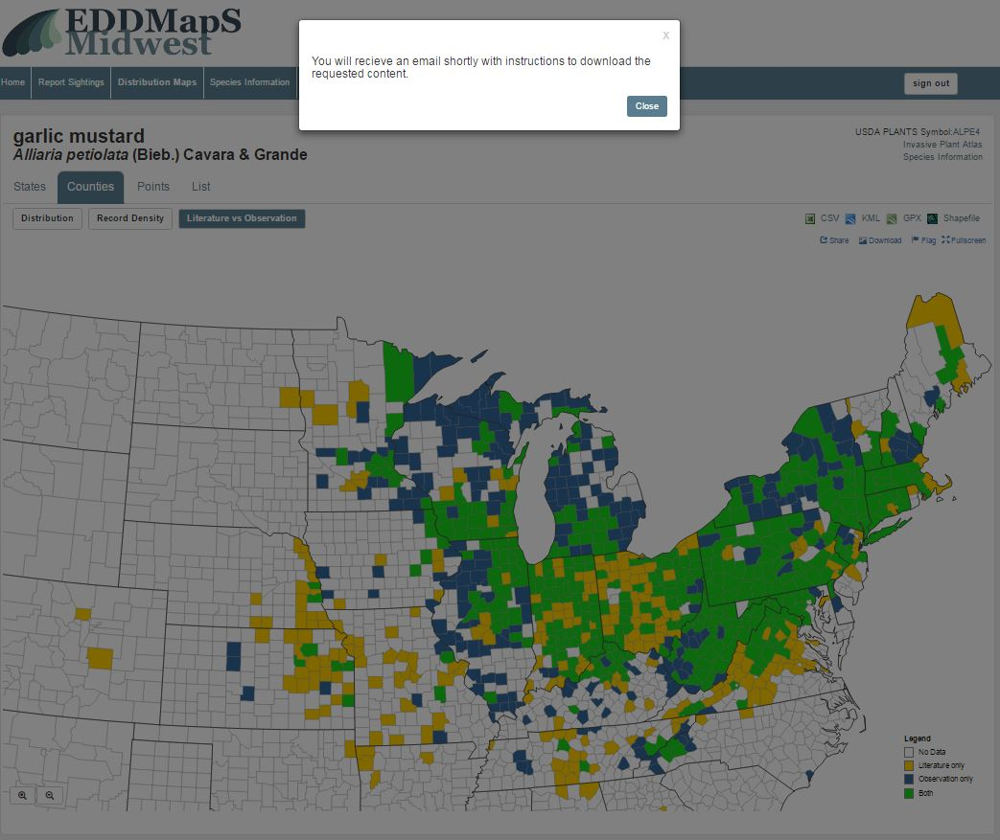 EDDMapS
Midwest
x
You will recieve an email shortly with instructions to download the
requested content.
Close
Home
Report Sightings
Distribution Maps
Species Information
sign out
garlic mustard
Alliaria petiolata (Bieb.) Cavara & Grande
USDA PLANTS Symbol:ALPE4
Invasive Plant Atlas
Species Information
States
Counties
Points
List
Distribution
Record Density
Literature vs Observation
CSV
KML
GPX
Shapefile
Share
Download
Flag
Fullscreen
Legend
No Data
Literature only
Observation only
Both